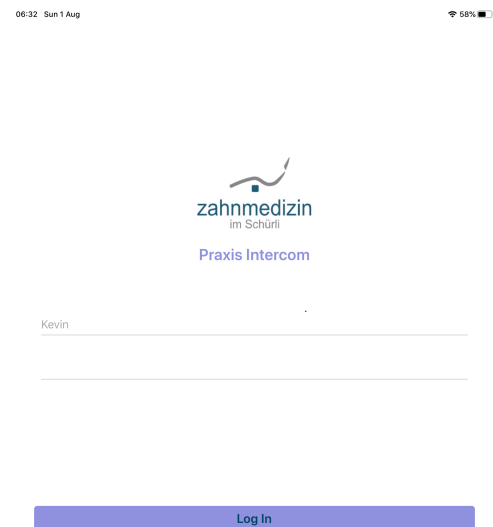 06:32 Sun 1 Aug
58%
zahnmedizin
im Schürli
Praxis Intercom
Kevin
Log In